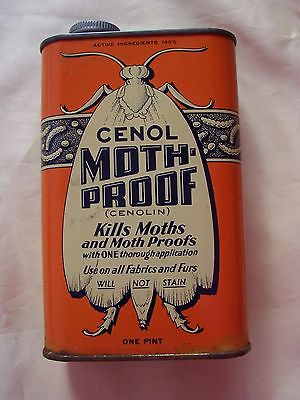 ACTIVE INGREDIENTS 100%
CENOL
MOTH-
PROOF
(CENOLIN)
Kills Moths
and Moth Proofs
with ONE thorough application
Use on all Fabrics and Furs
WILL NOT STAIN
ONE PINT